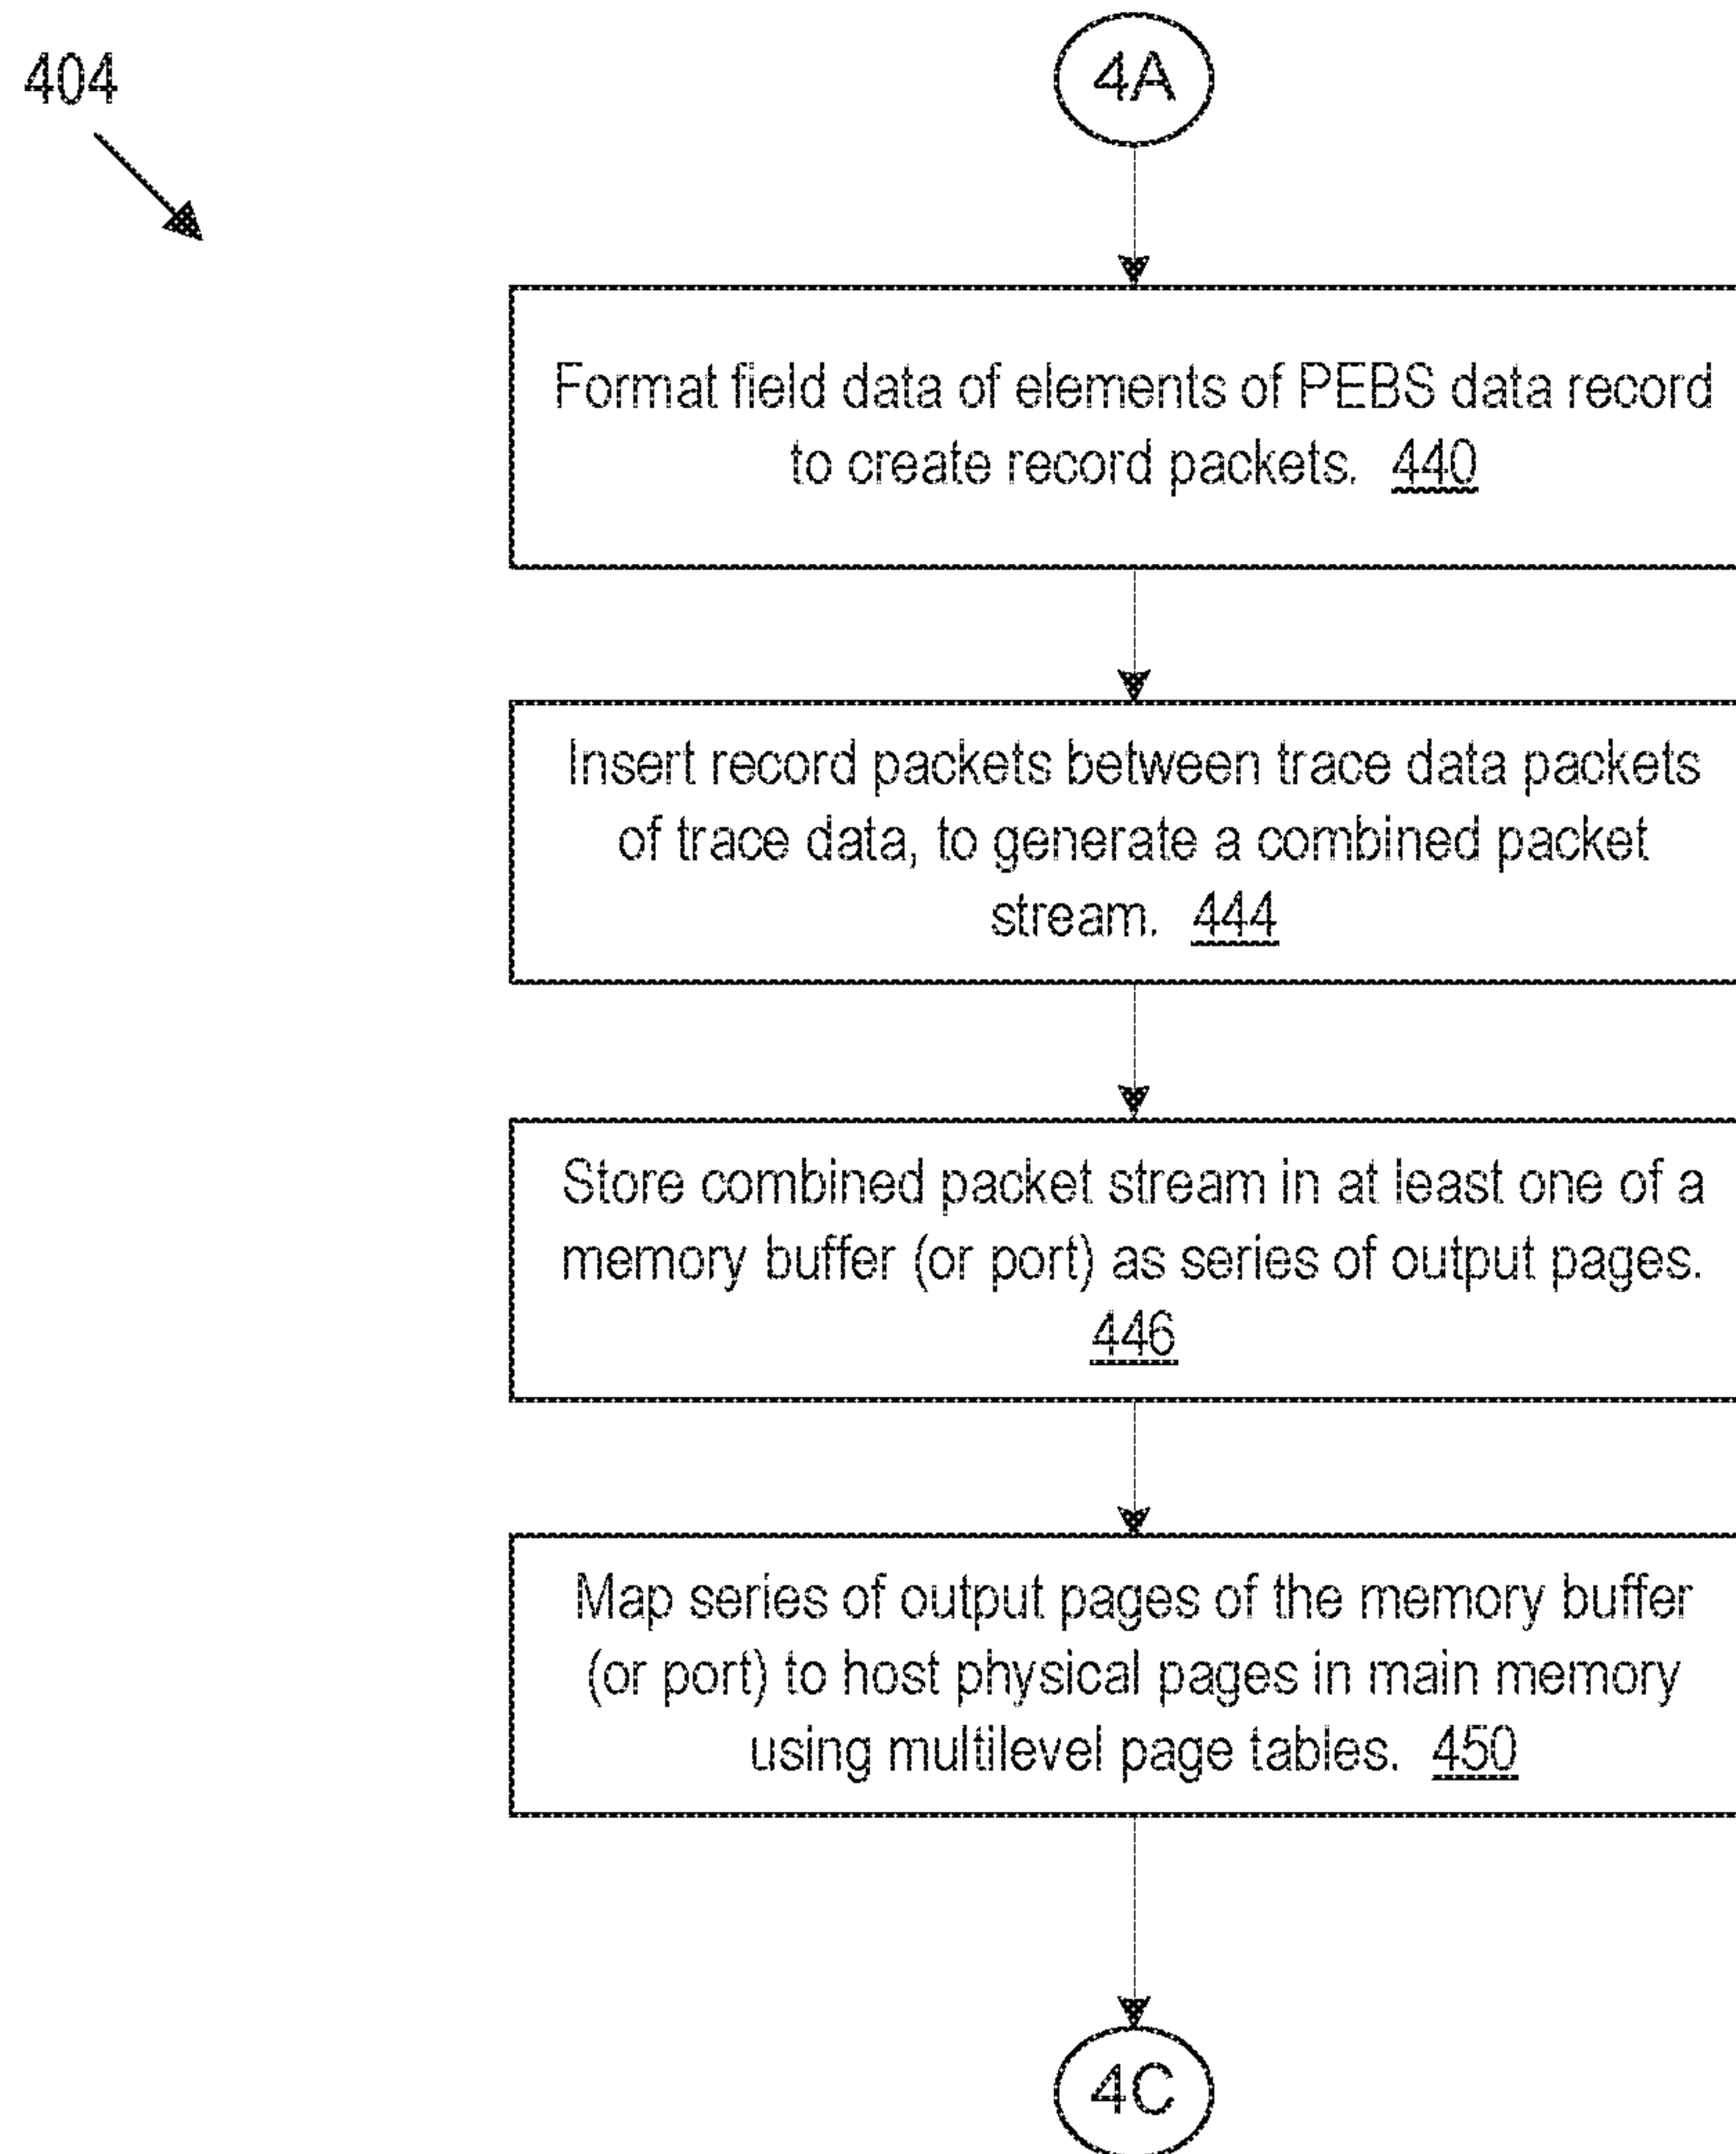 404
4A
Format field data of elements of PEBS data record
to create record packets. 440
Insert record packets between trace data packets
of trace data, to generate a combined packet
stream. 444
Store combined packet stream in at least one of a
memory buffer (or port) as series of output pages.
446
Map series of output pages of the memory buffer
(or port) to host physical pages in main memory
using multilevel page tables. 450
4C